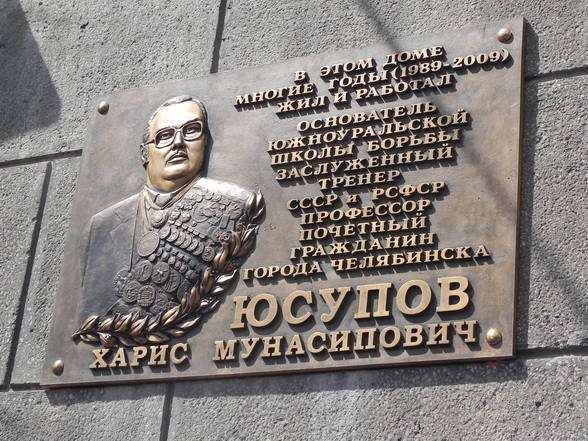 В ЭТОМ ДОМЕ
МНОГИЕ ГОДЫ (1989-2009)
ЖИЛ И РАБОТАЛ
ОСНОВАТЕЛЬ
ЮЖНОУРАЛЬСКОЙ
ШКОЛЫ БОРЬБЫ
ЗАСЛУЖЕННЫЙ
ТРЕНЕР
СССР и РСФСР
ПРОФЕССОР
ПОЧЕТНЫЙ
ГРАЖДАНИН
ГОРОДА ЧЕЛЯБИНСКА
ЮСУПОВ
ХАРИС МУНАСИПОВИЧ